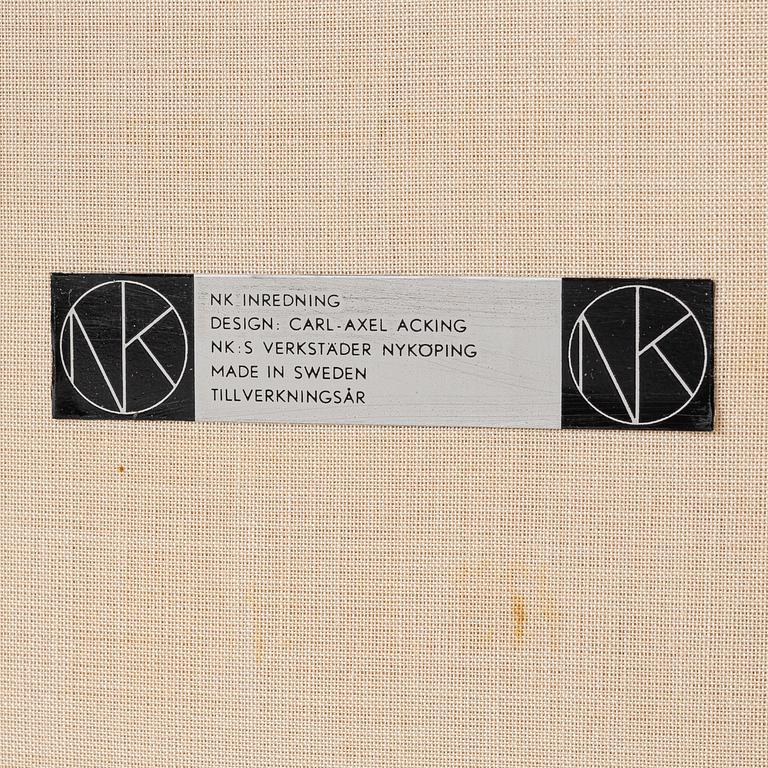 NK
NK INREDNING
DESIGN: CARL-AXEL ACKING
NK:S VERKSTÄDER NYKÖPING
MADE IN SWEDEN
TILLVERKNINGSÅR
NK